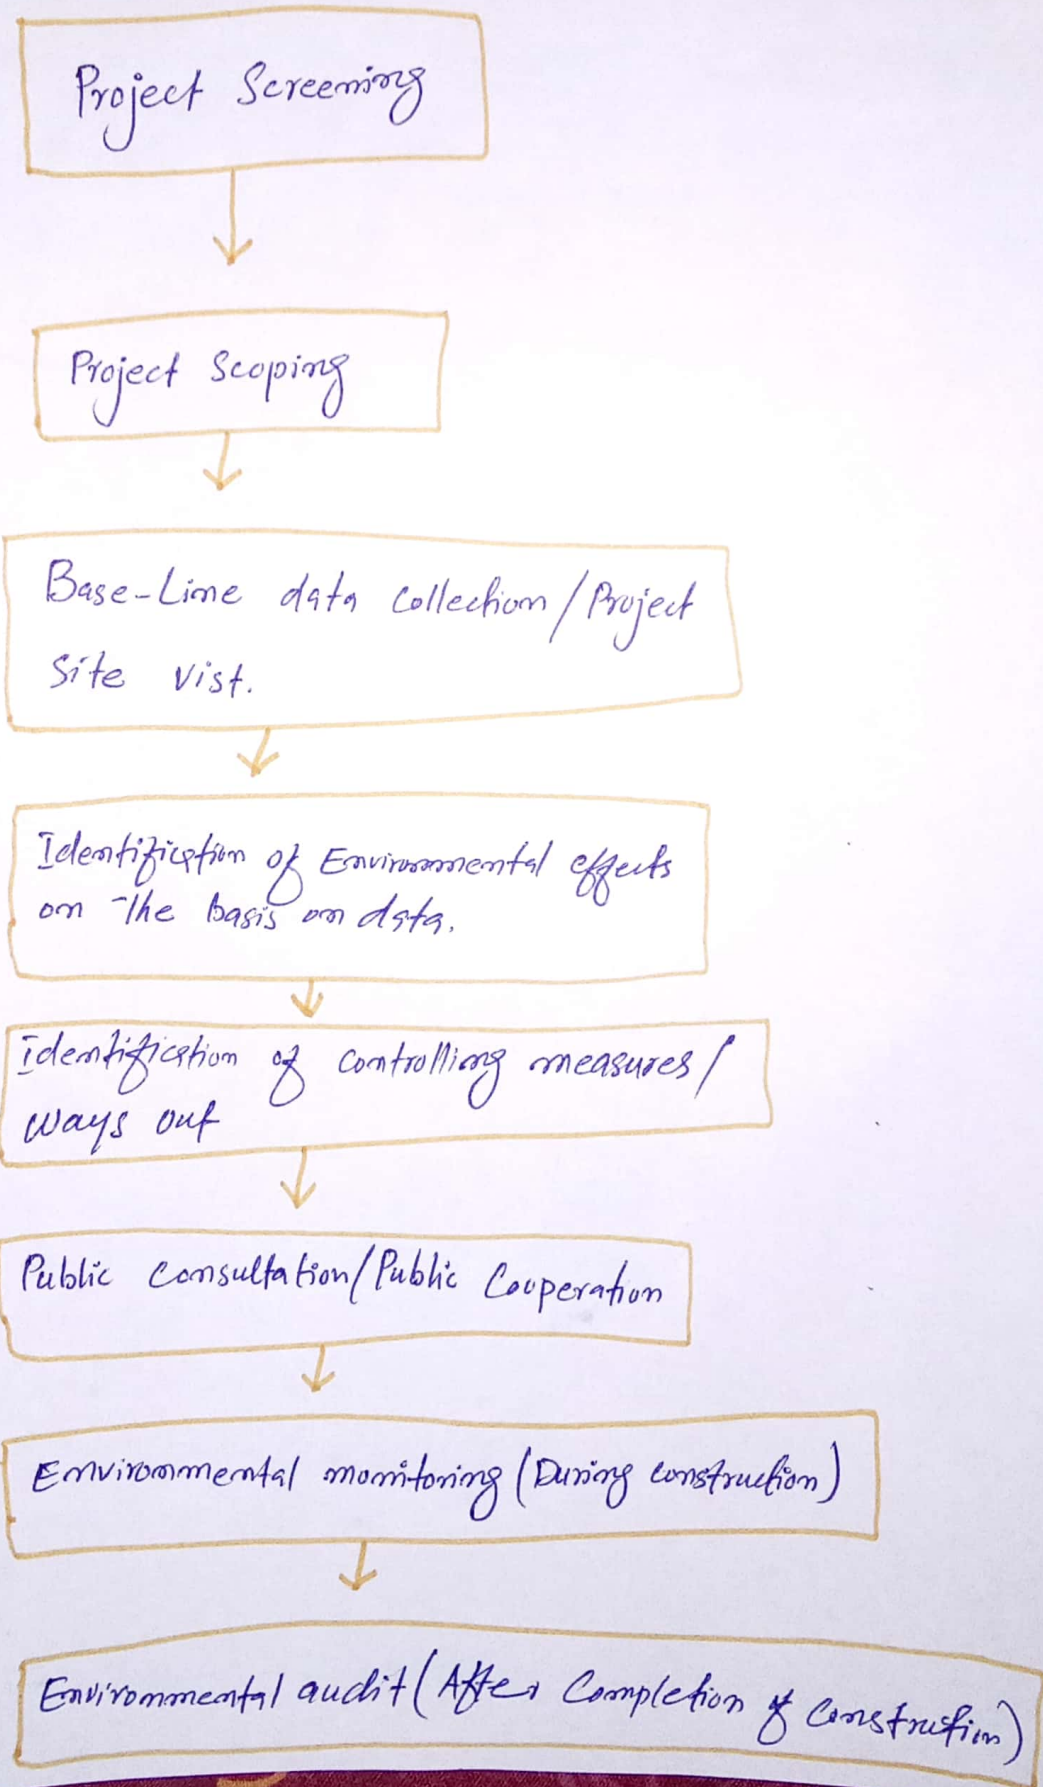 Project Screening
Project Scoping
Base-Line data Collection/Project
Site vist.
Identification of Environmental effects
on the basis on data.
identification of controlling measures/
ways out
Public consultation/Public Cooperation
Environmental monitoring (During construction)
Environmental audit (After Completion of Construction)